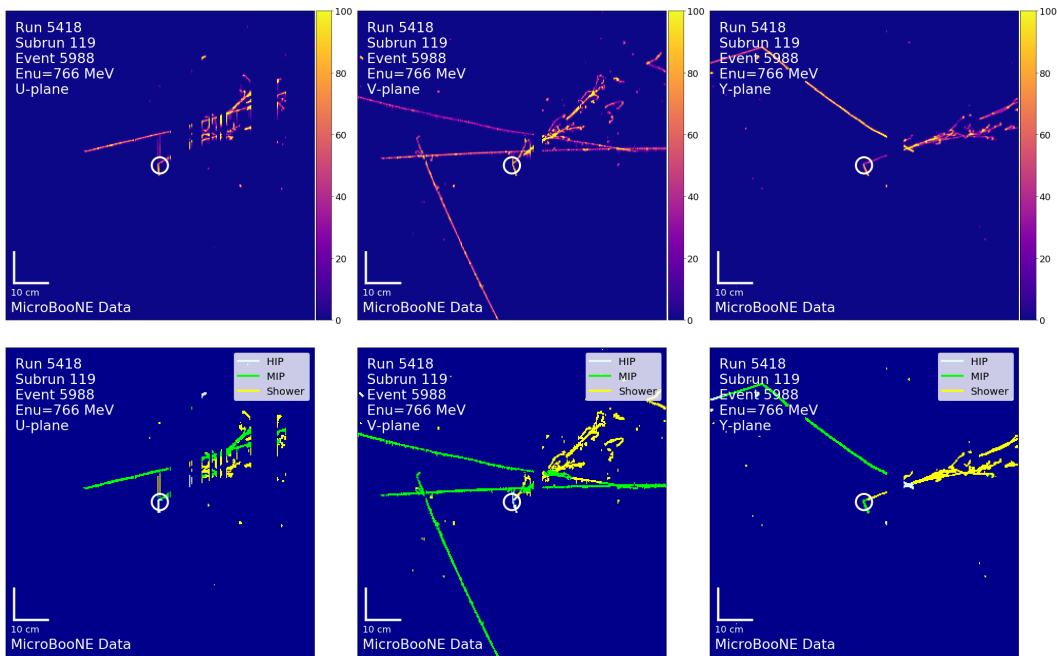 Run 5418
Subrun 119
Event 5988
Enu=766 MeV
U-plane
10 cm
MicroBooNE Data
100
80
60
40
20
0
Run 5418
Subrun 119
Event 5988
Enu=766 MeV
V-plane
10 cm
MicroBooNE Data
100
80
60
40
20
0
Run 5418
Subrun 119
Event 5988
Enu=766 MeV
Y-plane
10 cm
MicroBooNE Data
100
80
60
40
20
0
Run 5418
Subrun 119
Event 5988
Enu=766 MeV
U-plane
HIP
MIP
Shower
10 cm
MicroBooNE Data
Run 5418
Subrun 119
Event 5988
Enu=766 MeV
V-plane
HIP
MIP
Shower
10 cm
MicroBooNE Data
Run 5418
Subrun 119
Event 5988
Enu=766 MeV
Y-plane
HIP
MIP
Shower
10 cm
MicroBooNE Data